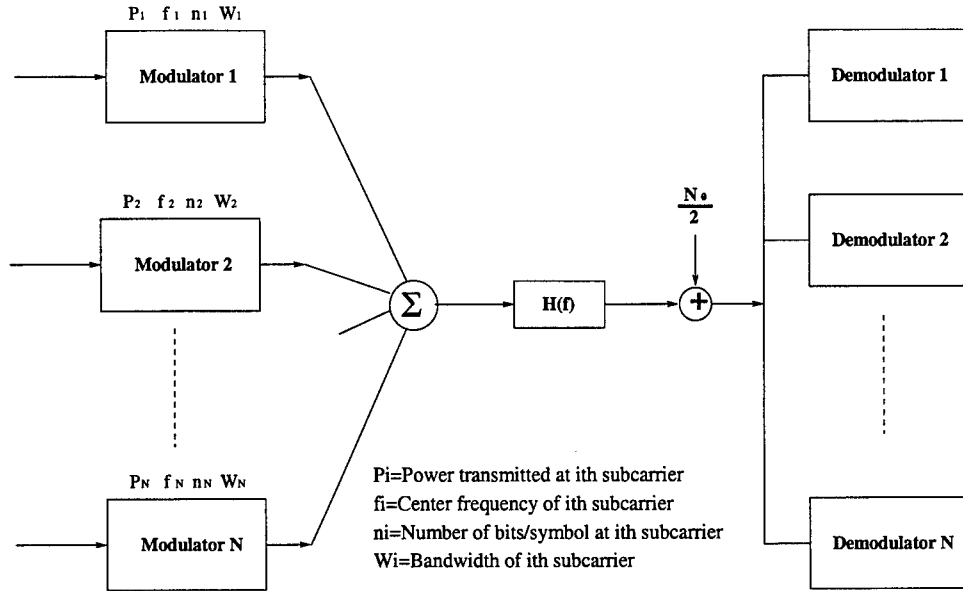 P1 f1 n1 W1
Modulator 1
Demodulator 1
P2 f2 n2 W2
Modulator 2
Σ
H(f)
N0
2
+
Demodulator 2
PN fN nN WN
Modulator N
Pi=Power transmitted at ith subcarrier
fi=Center frequency of ith subcarrier
ni=Number of bits/symbol at ith subcarrier
Wi=Bandwidth of ith subcarrier
Demodulator N